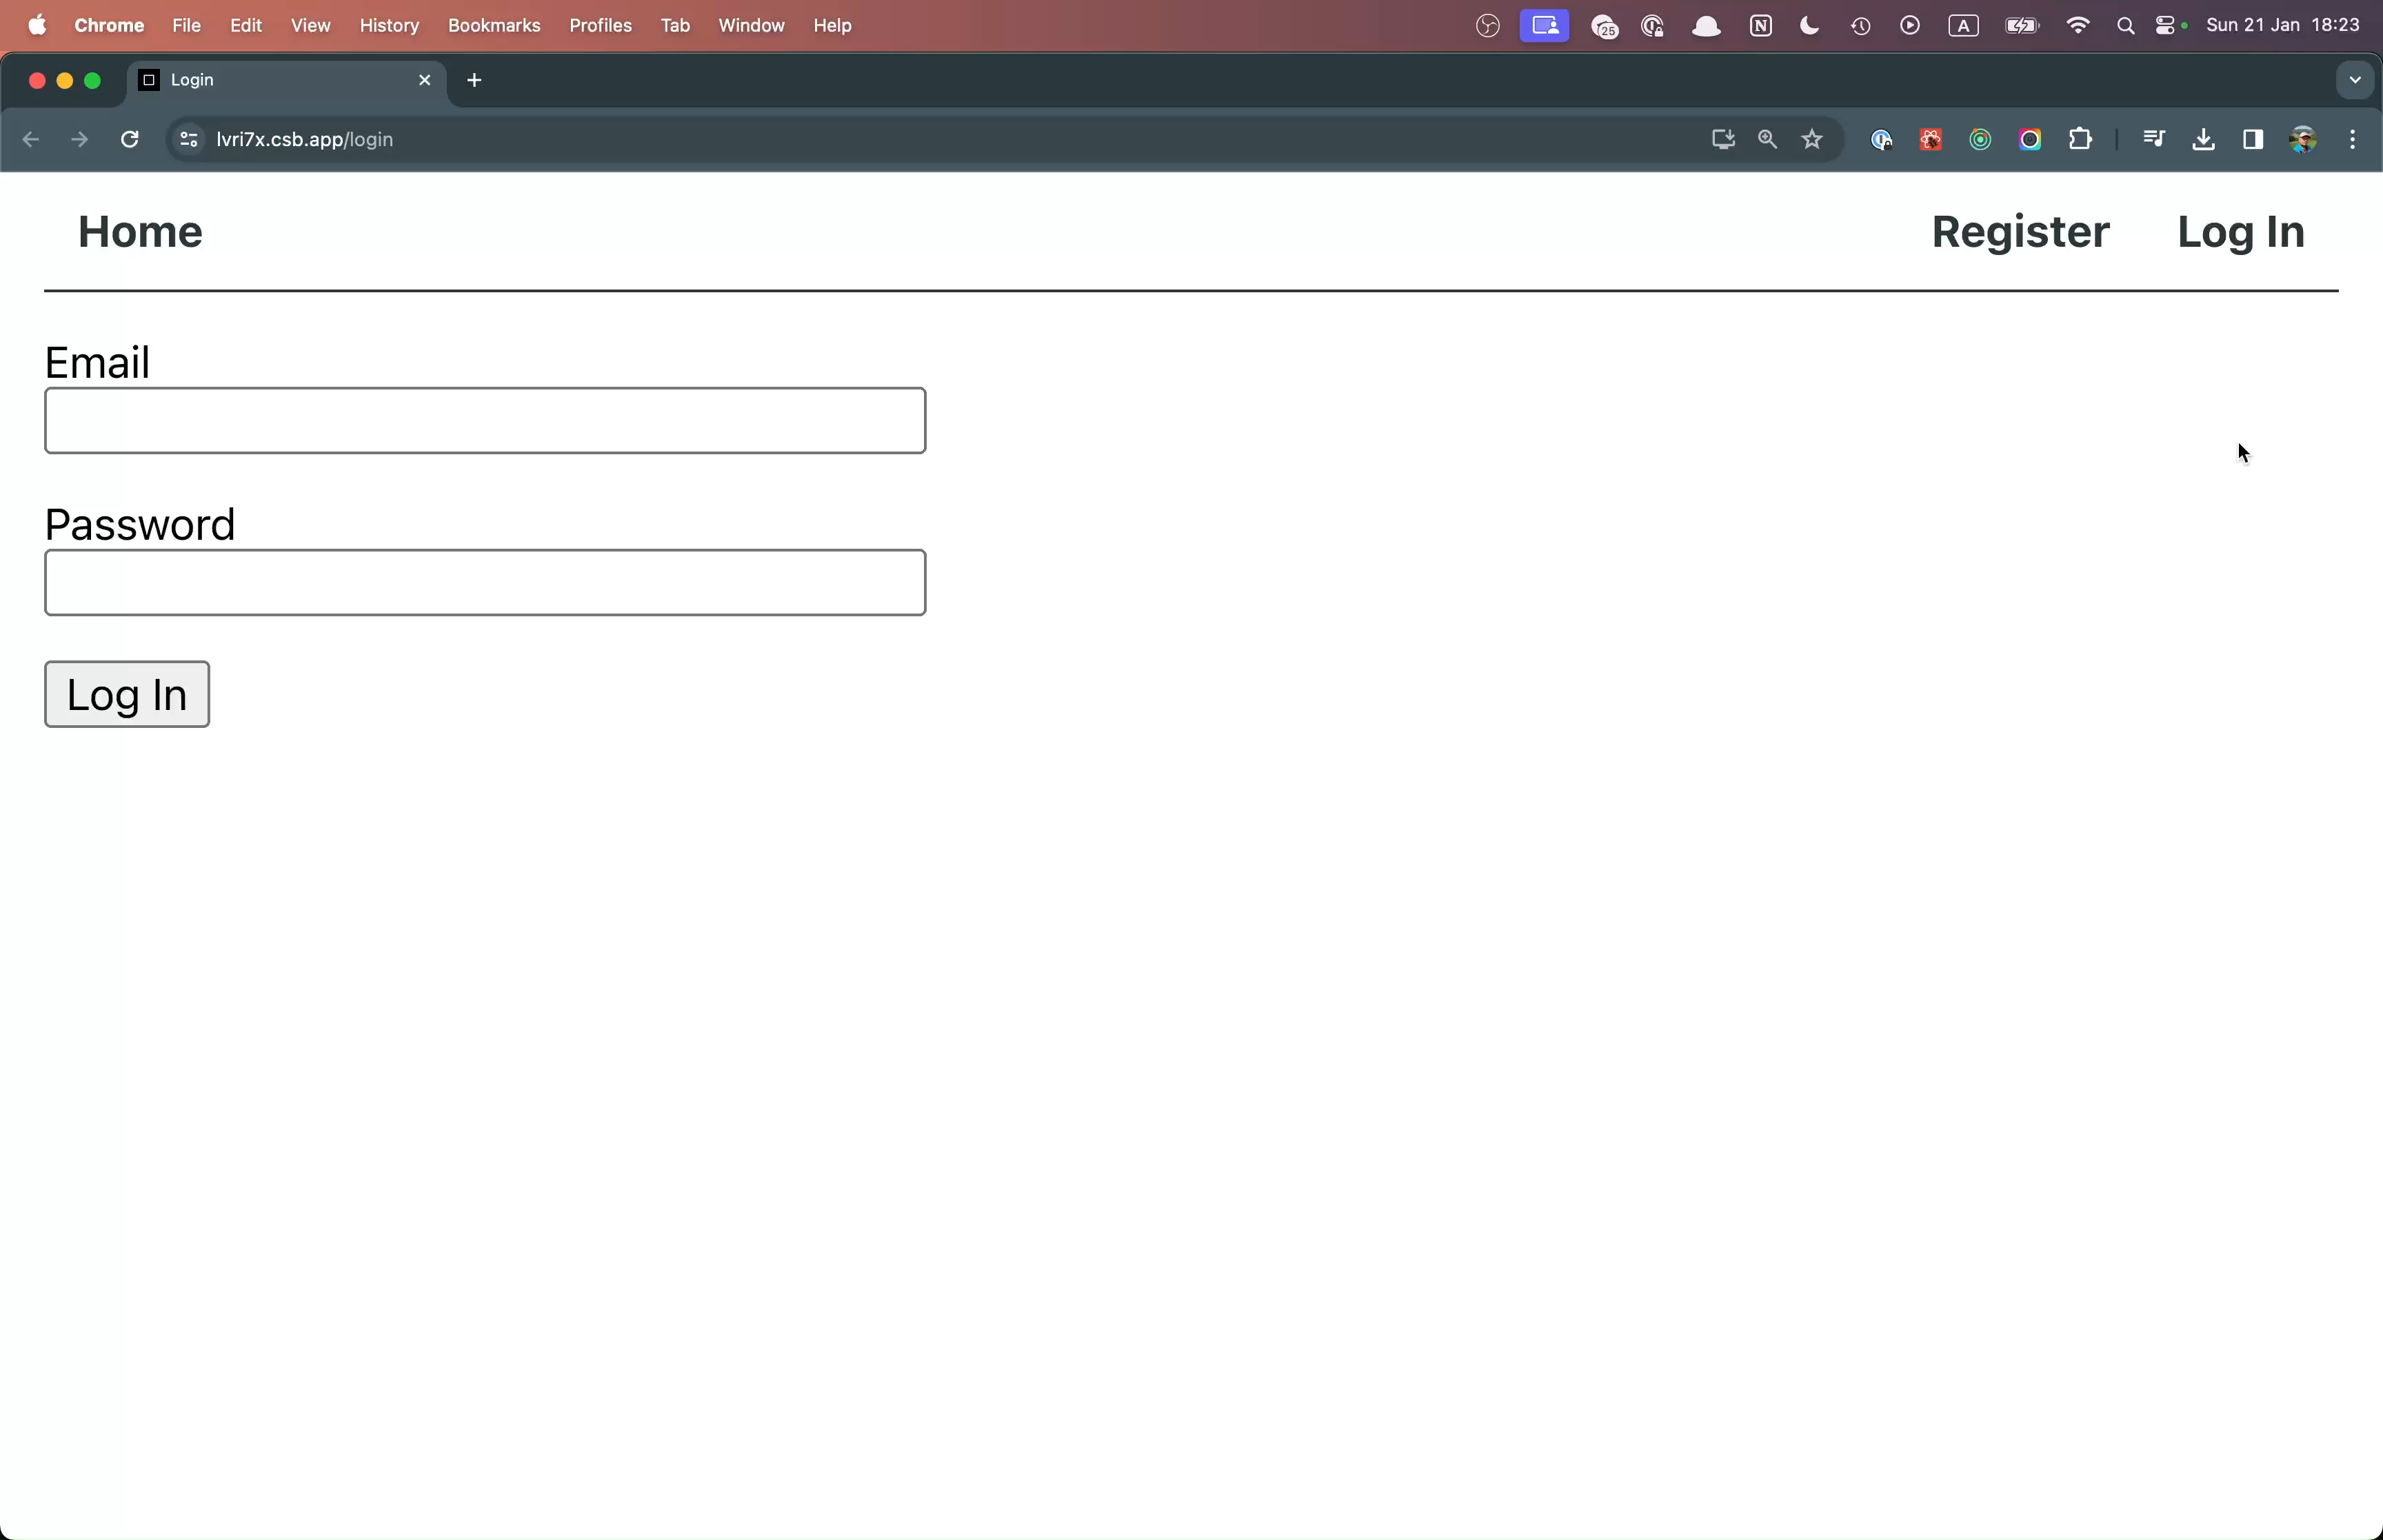 Chrome File Edit View History Bookmarks Profiles Tab Window Help 25 N A Sun 21 Jan 18:23
Login
lvri7x.csb.app/login
Home Register Log In
Email
Password
Log In